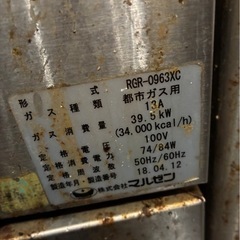 形式 RGR-0963XC
ガス種類 都市ガス用
13A
ガス消費量 39.5kW
(34,000kcal/h)
定格電圧 100V
定格消費電力 74/84W
定格周波数 50Hz/60Hz
製造年月 18.04.12
株式会社マルゼン